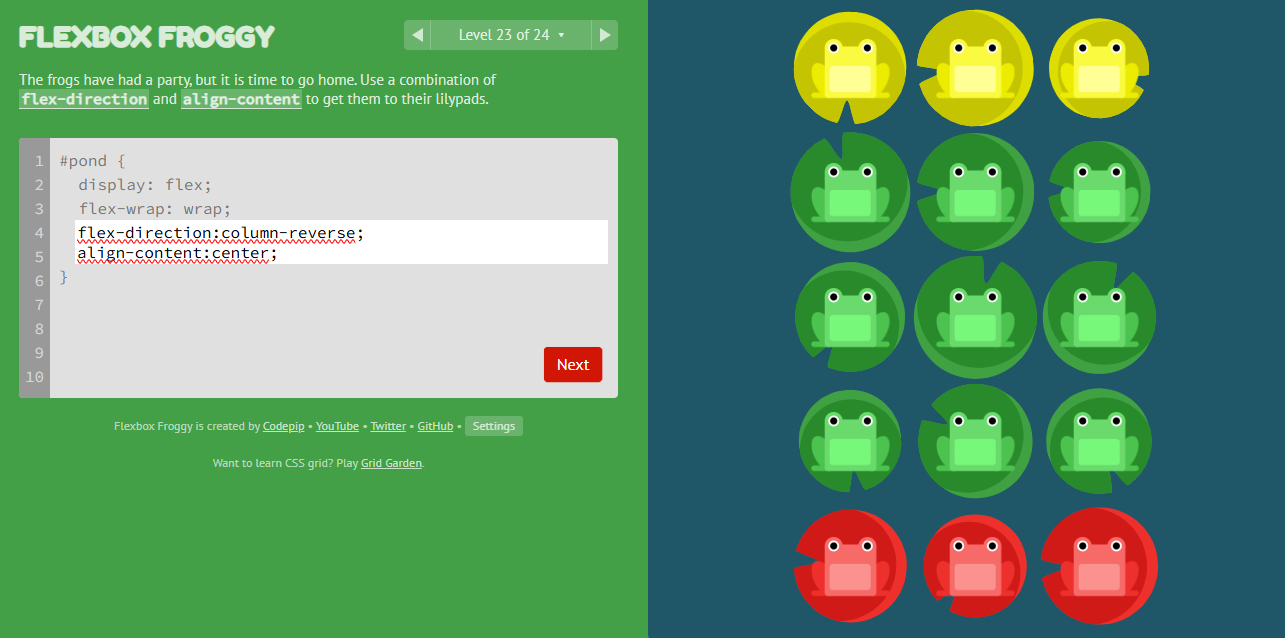 FLEXBOX FROGGY
Level 23 of 24
The frogs have had a party, but it is time to go home. Use a combination of
flex-direction and align-content to get them to their lilypads.
1 #pond {
2 display: flex;
3 flex-wrap: wrap;
4 flex-direction:column-reverse;
5 align-content:center;
6 }
7
8
9
10
Next
Flexbox Froggy is created by Codepip • YouTube • Twitter • GitHub • Settings
Want to learn CSS grid? Play Grid Garden.